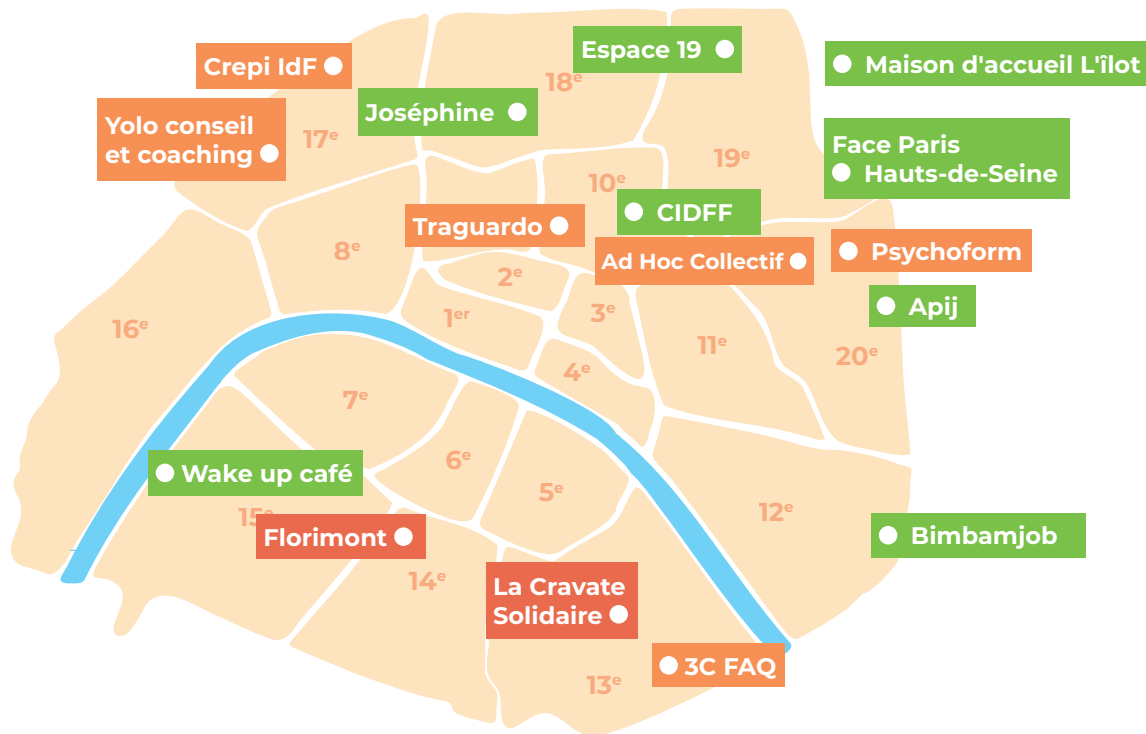 Espace 19
Crepi IdF
Maison d'accueil L'îlot
18ᵉ
Joséphine
Yolo conseil
et coaching
17ᵉ
Face Paris
Hauts-de-Seine
19ᵉ
10ᵉ
CIDFF
Traguardo
8ᵉ
Ad Hoc Collectif
Psychoform
2ᵉ
Apij
1ᵉʳ
3ᵉ
16ᵉ
11ᵉ
20ᵉ
4ᵉ
7ᵉ
6ᵉ
Wake up café
5ᵉ
15ᵉ
12ᵉ
Florimont
Bimbamjob
14ᵉ
La Cravate
Solidaire
3C FAQ
13ᵉ